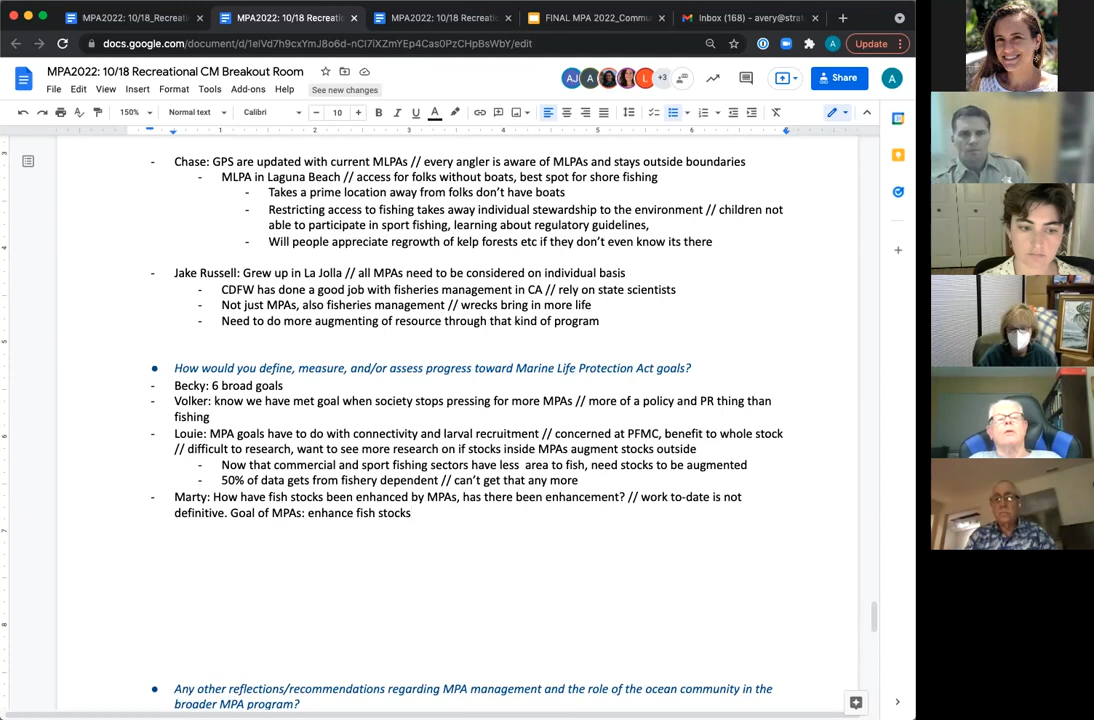 MPA2022: 10/18_Recreati
MPA2022: 10/18 Recreatio
MPA2022: 10/18 Recreatio
FINAL MPA 2022_Commu
Inbox (168) – avery@strat
docs.google.com/document/d/1eIVd7h9cxYmJ8o6d-nCI7iXZmYEp4Cas0PzCHpBsWbY/edit
Update
MPA2022: 10/18 Recreational CM Breakout Room
File Edit View Insert Format Tools Add-ons Help See new changes
AJ A L +3 Share A
150% Normal text Calibri 10 B I U A
1 2 3 4 5 6
- Chase: GPS are updated with current MLPAs // every angler is aware of MLPAs and stays outside boundaries
- MLPA in Laguna Beach // access for folks without boats, best spot for shore fishing
- Takes a prime location away from folks don't have boats
- Restricting access to fishing takes away individual stewardship to the environment // children not
able to participate in sport fishing, learning about regulatory guidelines,
- Will people appreciate regrowth of kelp forests etc if they don't even know its there
- Jake Russell: Grew up in La Jolla // all MPAs need to be considered on individual basis
- CDFW has done a good job with fisheries management in CA // rely on state scientists
- Not just MPAs, also fisheries management // wrecks bring in more life
- Need to do more augmenting of resource through that kind of program
● How would you define, measure, and/or assess progress toward Marine Life Protection Act goals?
- Becky: 6 broad goals
- Volker: know we have met goal when society stops pressing for more MPAs // more of a policy and PR thing than
fishing
- Louie: MPA goals have to do with connectivity and larval recruitment // concerned at PFMC, benefit to whole stock
// difficult to research, want to see more research on if stocks inside MPAs augment stocks outside
- Now that commercial and sport fishing sectors have less area to fish, need stocks to be augmented
- 50% of data gets from fishery dependent // can't get that any more
- Marty: How have fish stocks been enhanced by MPAs, has there been enhancement? // work to-date is not
definitive. Goal of MPAs: enhance fish stocks
● Any other reflections/recommendations regarding MPA management and the role of the ocean community in the
broader MPA program?